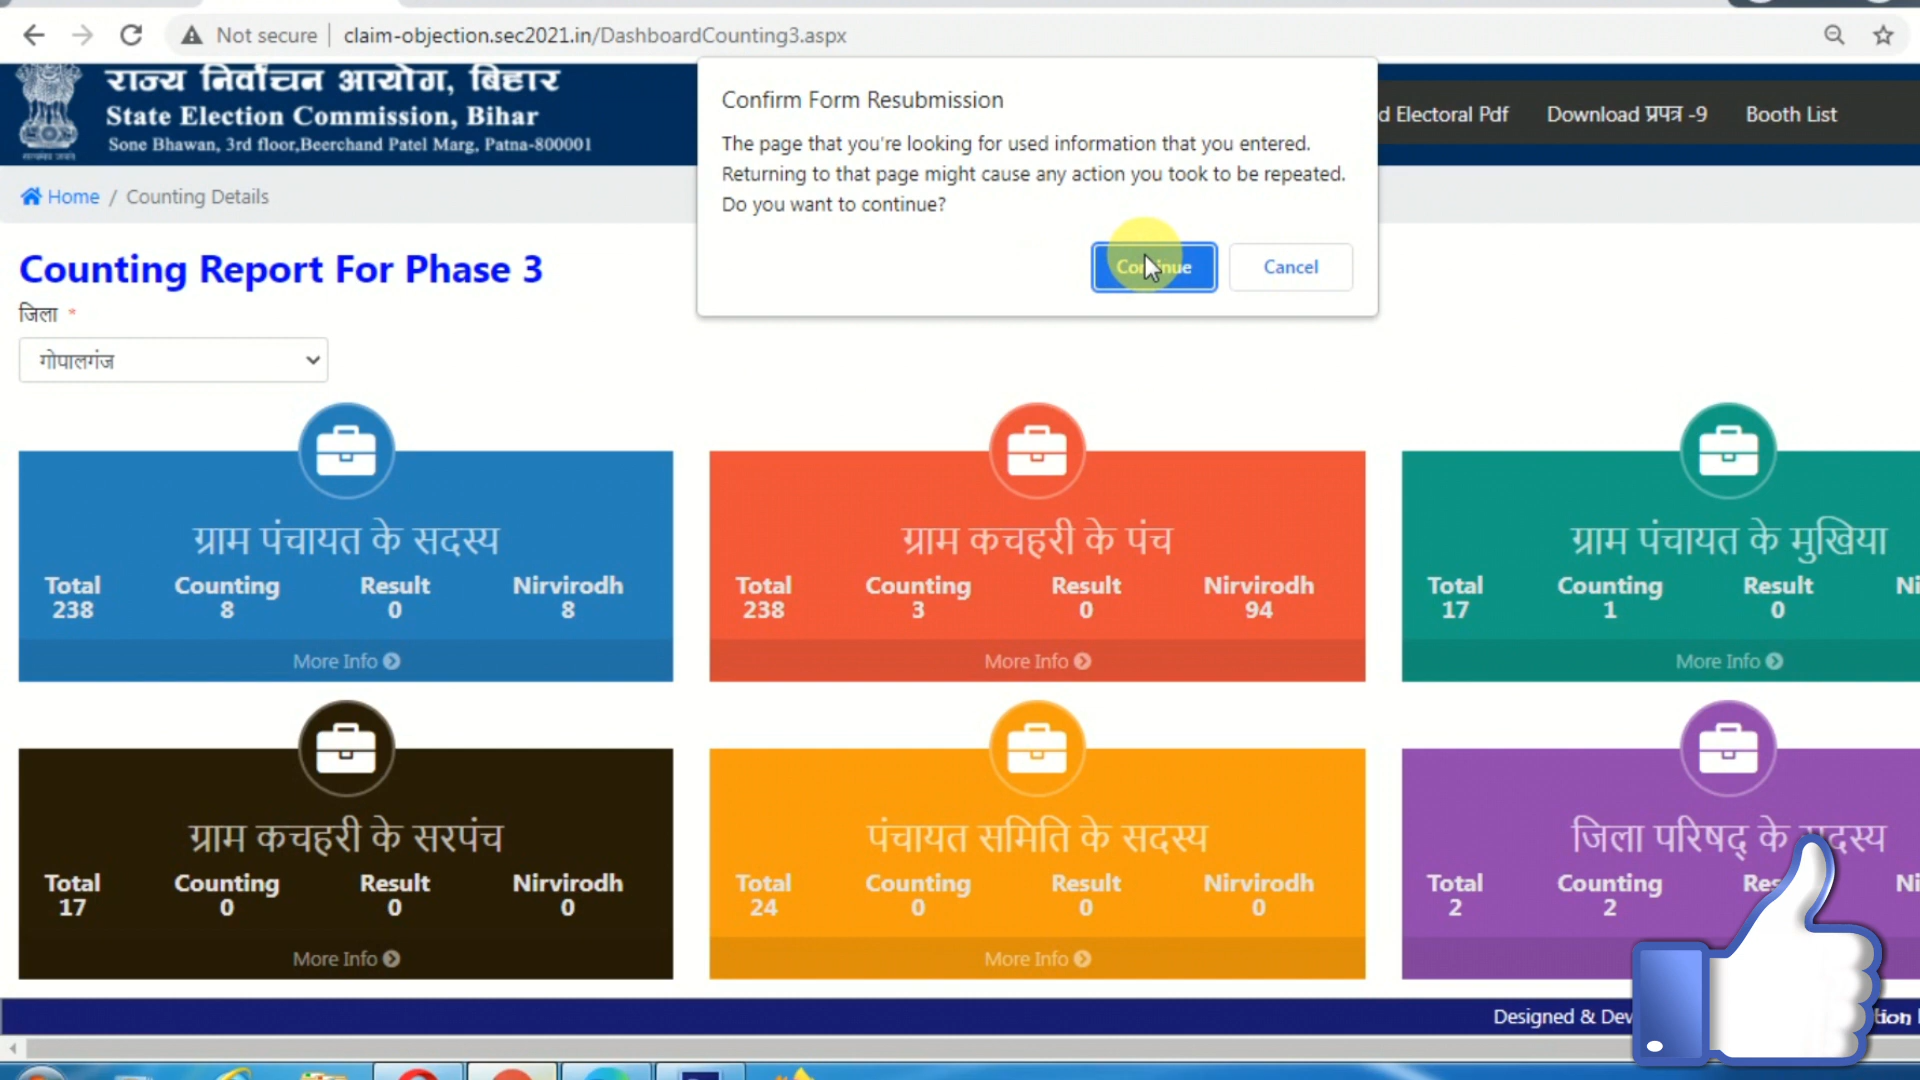 Not secure | claim-objection.sec2021.in/DashboardCounting3.aspx
राज्य निर्वाचन आयोग, बिहार
State Election Commission, Bihar
Sone Bhawan, 3rd floor,Beerchand Patel Marg, Patna-800001
d Electoral Pdf Download प्रपत्र -9 Booth List
Confirm Form Resubmission
The page that you're looking for used information that you entered.
Returning to that page might cause any action you took to be repeated.
Do you want to continue?
Continue Cancel
Home / Counting Details
Counting Report For Phase 3
जिला *
गोपालगंज
ग्राम पंचायत के सदस्य
Total Counting Result Nirvirodh
238 8 0 8
More Info
ग्राम कचहरी के पंच
Total Counting Result Nirvirodh
238 3 0 94
More Info
ग्राम पंचायत के मुखिया
Total Counting Result Ni
17 1 0
More Info
ग्राम कचहरी के सरपंच
Total Counting Result Nirvirodh
17 0 0 0
More Info
पंचायत समिति के सदस्य
Total Counting Result Nirvirodh
24 0 0 0
More Info
जिला परिषद् के सदस्य
Total Counting Res Ni
2 2
Designed & Dev tion